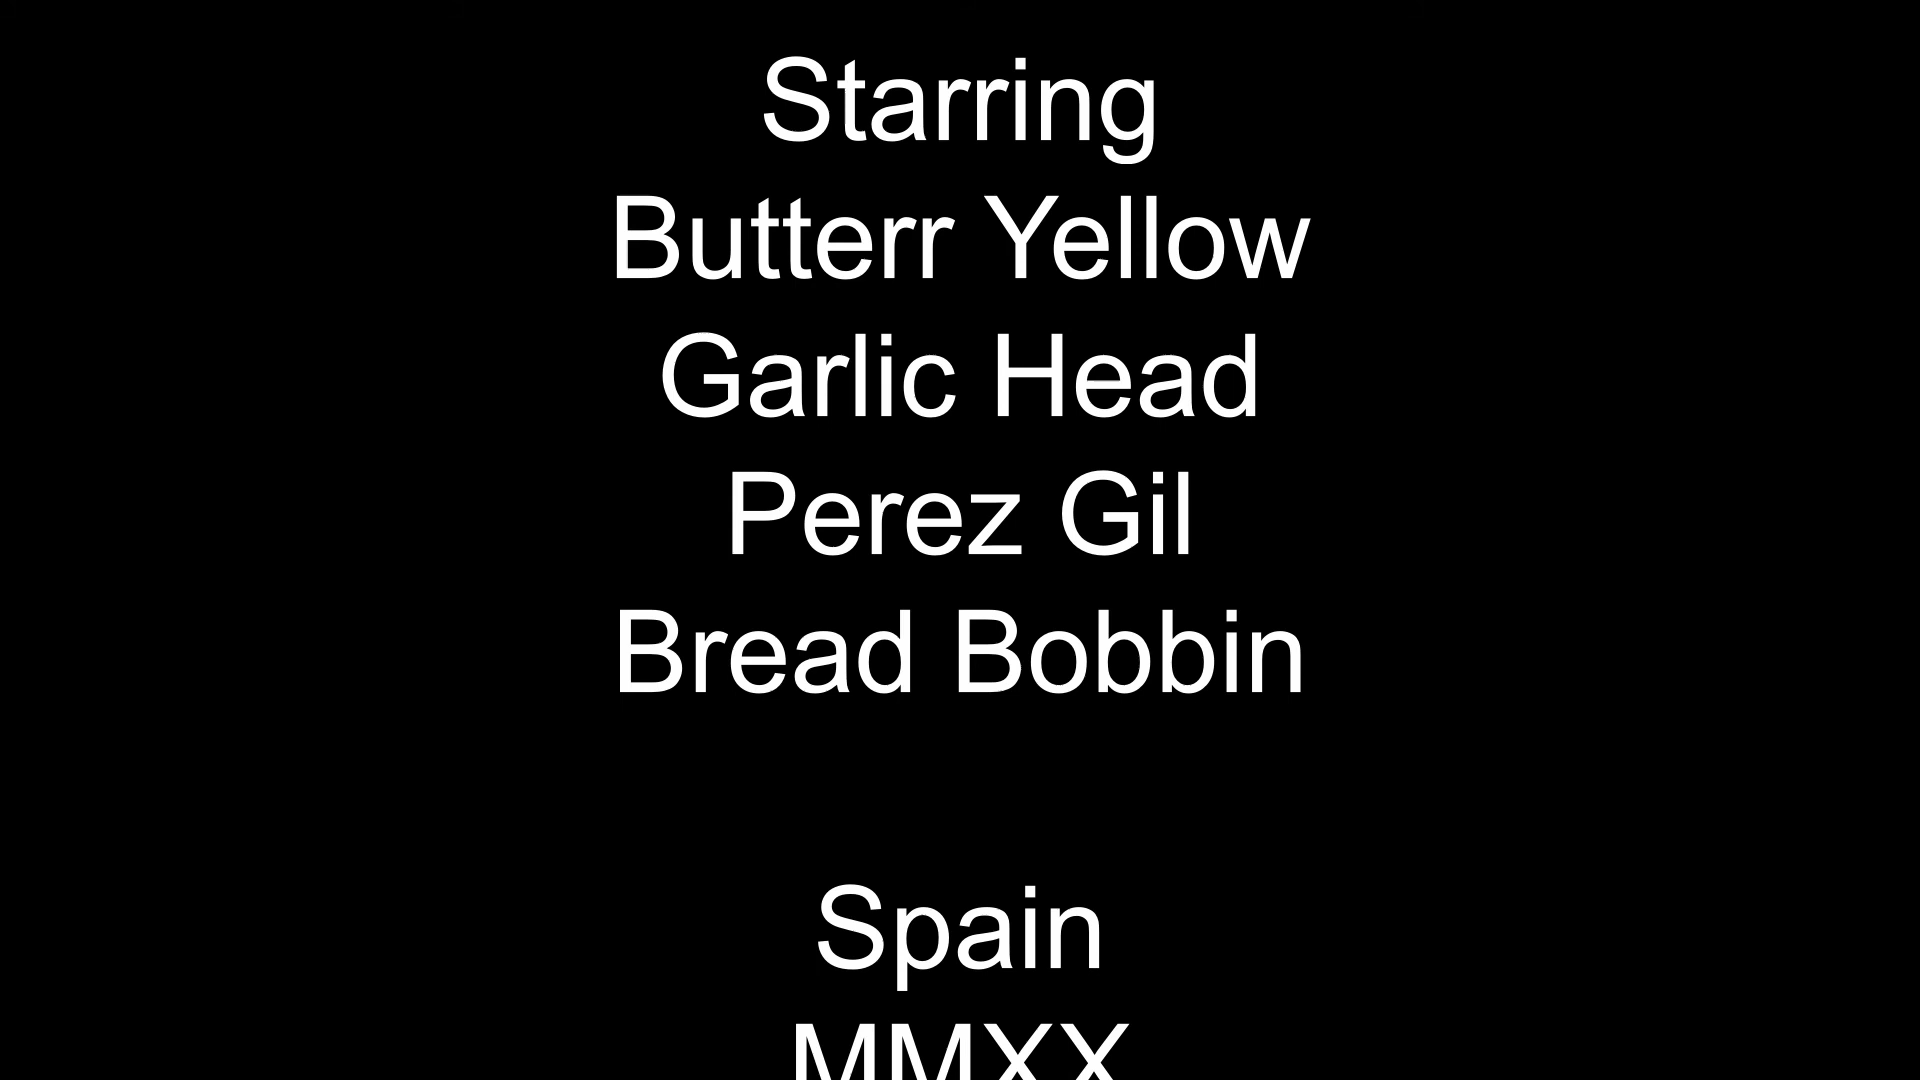 Starring
Butterr Yellow
Garlic Head
Perez Gil
Bread Bobbin
Spain
MMXX